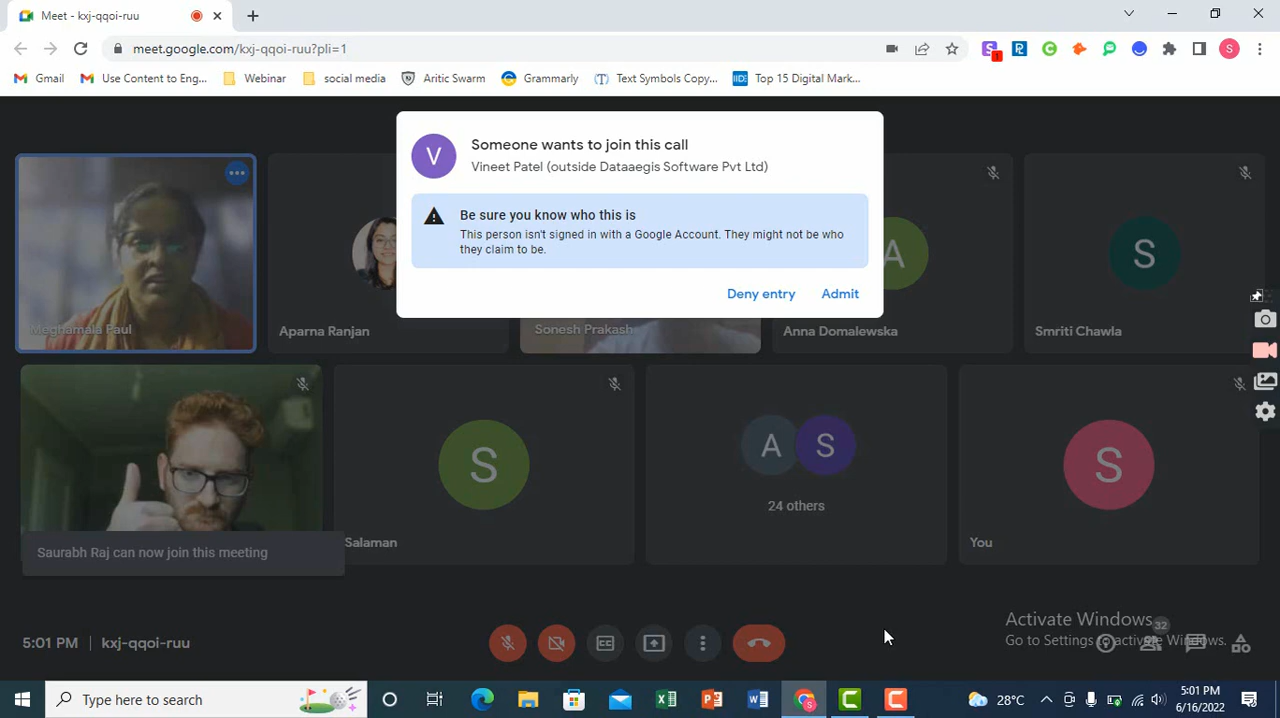 Meet - kxj-qqoi-ruu
meet.google.com/kxj-qqoi-ruu?pli=1
S
1
S
Gmail
Use Content to Eng...
Webinar
social media
Aritic Swarm
Grammarly
Text Symbols Copy...
IIDE
Top 15 Digital Mark...
V
Someone wants to join this call
Vineet Patel (outside Dataaegis Software Pvt Ltd)
Be sure you know who this is
This person isn't signed in with a Google Account. They might not be who
they claim to be.
Deny entry
Admit
A
S
Meghamala Paul
Aparna Ranjan
Sonesh Prakash
Anna Domalewska
Smriti Chawla
S
A
S
S
24 others
Salaman
You
Saurabh Raj can now join this meeting
5:01 PM | kxj-qqoi-ruu
CC
32
Activate Windows
Go to Settings to activate Windows.
Type here to search
28°C
5:01 PM
6/16/2022